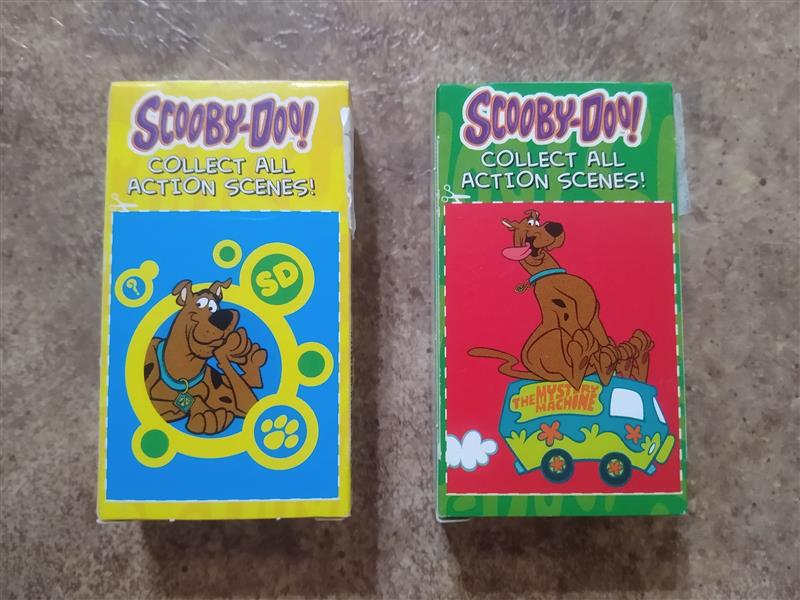 SCOOBY-DOO!
COLLECT ALL
ACTION SCENES!
?
SD
SCOOBY-DOO!
COLLECT ALL
ACTION SCENES!
THE MYSTERY
MACHINE